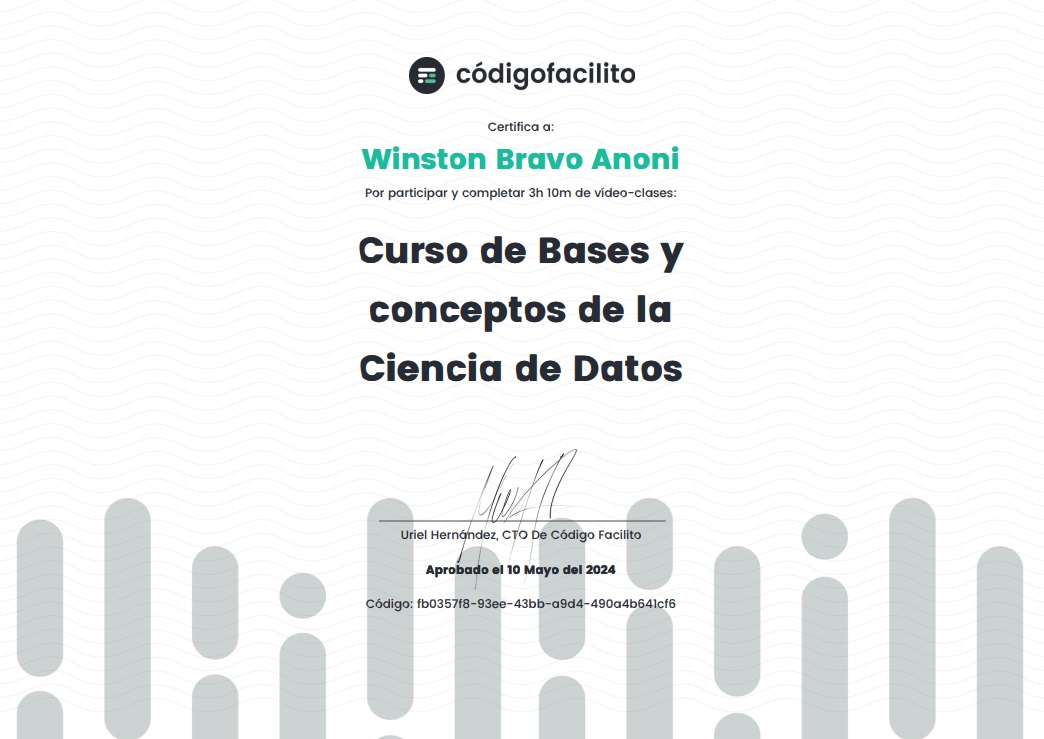 códigofacilito
Certifica a:
Winston Bravo Anoni
Por participar y completar 3h 10m de vídeo-clases:
Curso de Bases y
conceptos de la
Ciencia de Datos
Uriel Hernández, CTO De Código Facilito
Aprobado el 10 Mayo del 2024
Código: fb0357f8-93ee-43bb-a9d4-490a4b641cf6